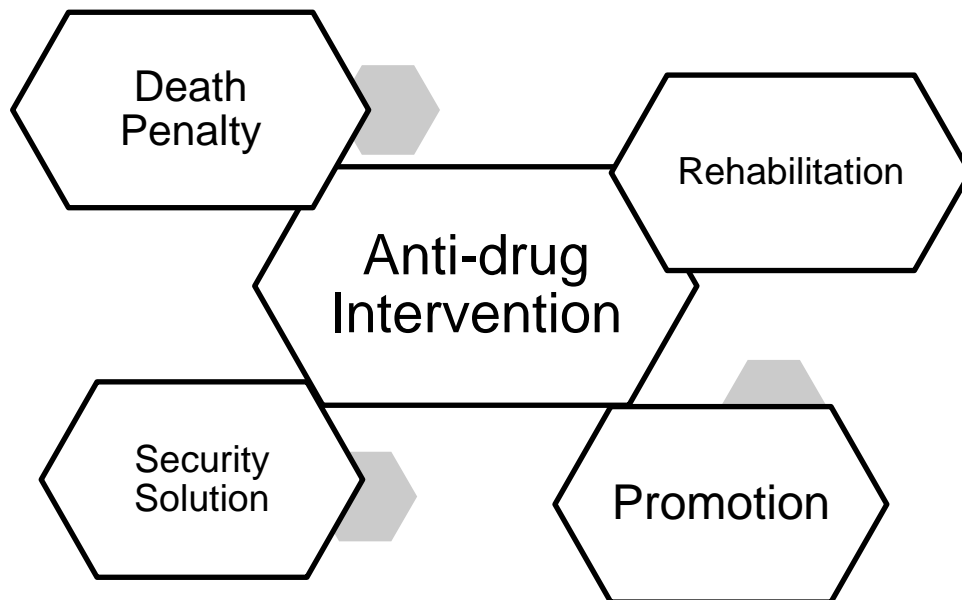 Death
Penalty
Rehabilitation
Anti-drug
Intervention
Security
Solution
Promotion